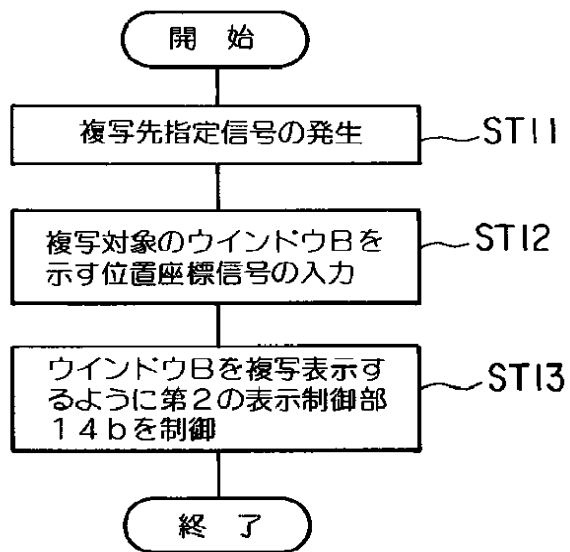 開 始
複写先指定信号の発生
ST11
複写対象のウインドウBを
示す位置座標信号の入力
ST12
ウインドウBを複写表示す
るように第2の表示制御部
14bを制御
ST13
終 了